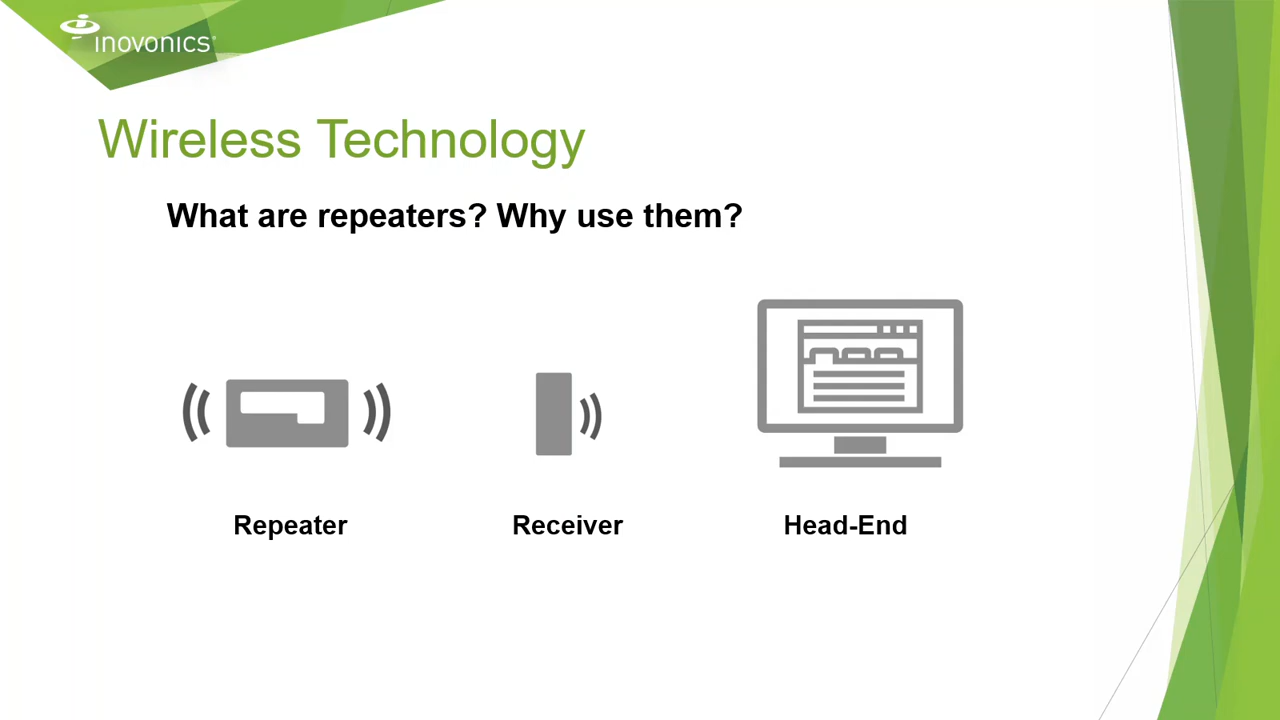 inovonics
Wireless Technology
What are repeaters? Why use them?
Repeater
Receiver
Head-End